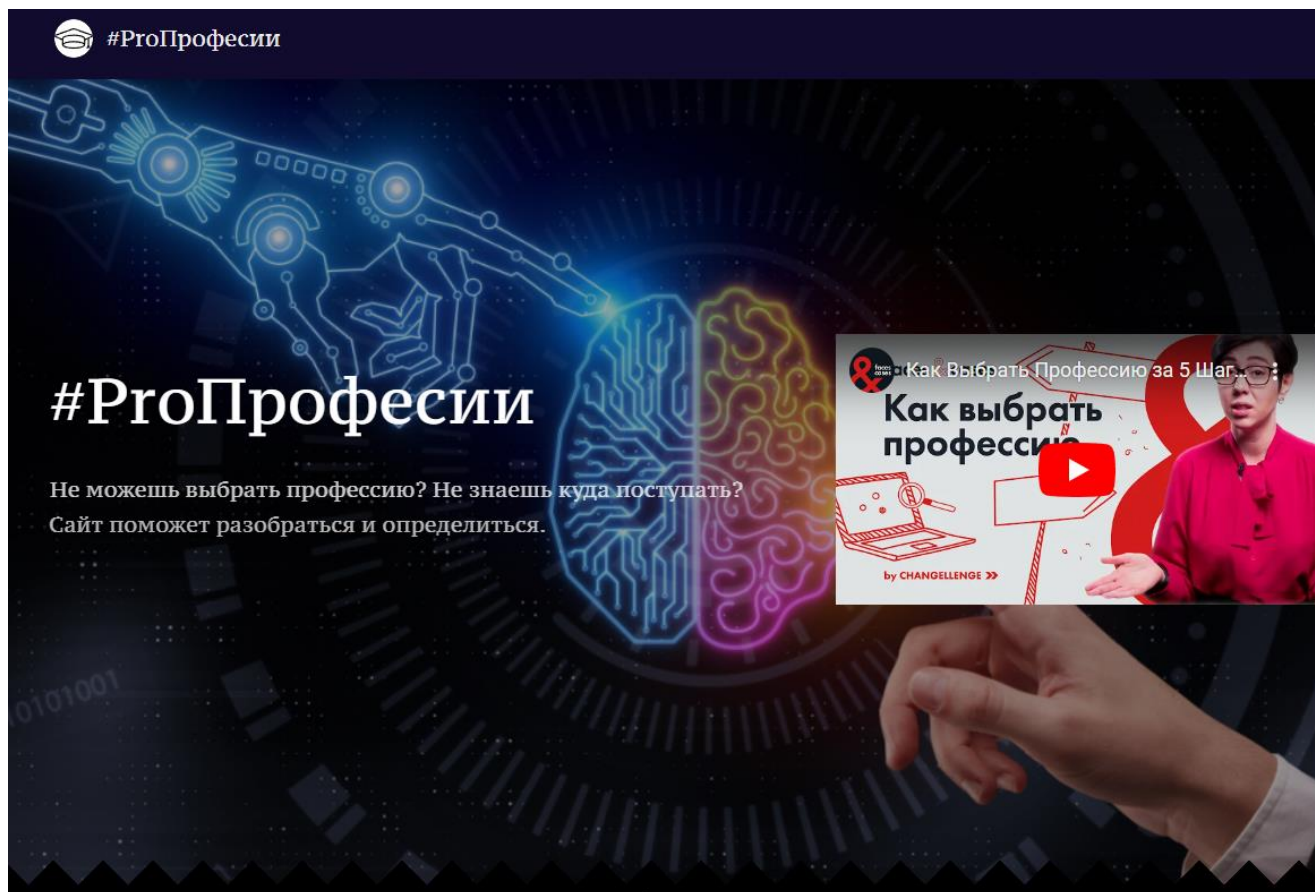 #ProПрофесии
#ProПрофесии
Не можешь выбрать профессию? Не знаешь куда поступать?
Сайт поможет разобраться и определиться.
Как Выбрать Профессию за 5 Шаг...
Как выбрать
профессию
by CHANGELLENGE >>
01010010